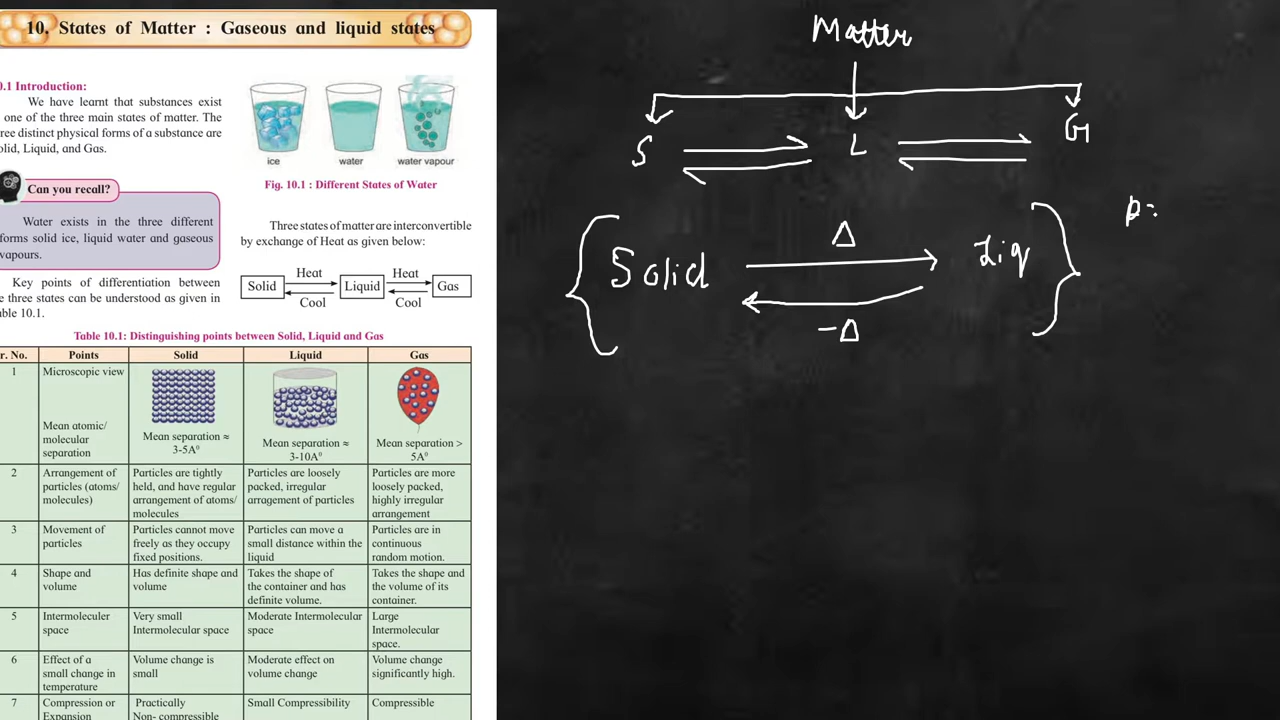 10. States of Matter : Gaseous and liquid states
0.1 Introduction:
We have learnt that substances exist
one of the three main states of matter. The
ree distinct physical forms of a substance are
olid, Liquid, and Gas.
Can you recall?
Water exists in the three different
forms solid ice, liquid water and gaseous
vapours.
Key points of differentiation between
e three states can be understood as given in
able 10.1.
ice
water
water vapour
Fig. 10.1 : Different States of Water
Three states of matter are interconvertible
by exchange of Heat as given below:
Solid Heat Cool Liquid Heat Cool Gas
Table 10.1: Distinguishing points between Solid, Liquid and Gas
r. No. Points Solid Liquid Gas
1 Microscopic view
Mean atomic/
molecular
separation
Mean separation ≈
3-5A⁰
Mean separation ≈
3-10A⁰
Mean separation >
5A⁰
2 Arrangement of
particles (atoms/
molecules)
Particles are tightly
held, and have regular
arrangement of atoms/
molecules
Particles are loosely
packed, irregular
arragement of particles
Particles are more
loosely packed,
highly irregular
arrangement
3 Movement of
particles
Particles cannot move
freely as they occupy
fixed positions.
Particles can move a
small distance within the
liquid
Particles are in
continuous
random motion.
4 Shape and
volume
Has definite shape and
volume
Takes the shape of
the container and has
definite volume.
Takes the shape and
the volume of its
container.
5 Intermoleculer
space
Very small
Intermolecular space
Moderate Intermolecular
space
Large
Intermolecular
space.
6 Effect of a
small change in
temperature
Volume change is
small
Moderate effect on
volume change
Volume change
significantly high.
7 Compression or
Expansion
Practically
Non- compressible
Small Compressibility
Compressible
Matter
S L G
Solid Δ Liq
-Δ